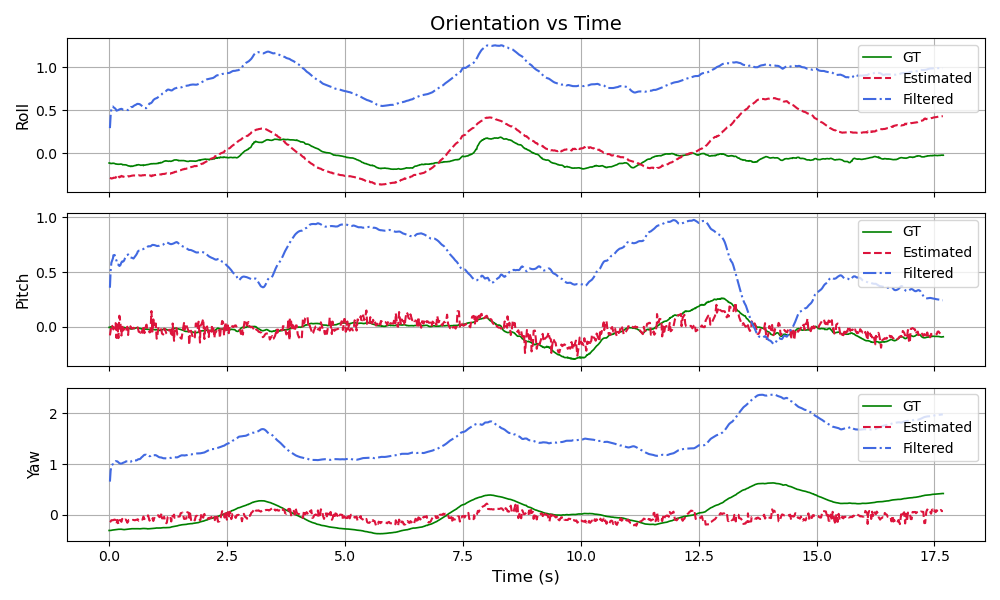 Orientation vs Time
Roll
1.0
0.5
0.0
GT
Estimated
Filtered
Pitch
1.0
0.5
0.0
GT
Estimated
Filtered
Yaw
2
1
0
GT
Estimated
Filtered
0.0 2.5 5.0 7.5 10.0 12.5 15.0 17.5
Time (s)